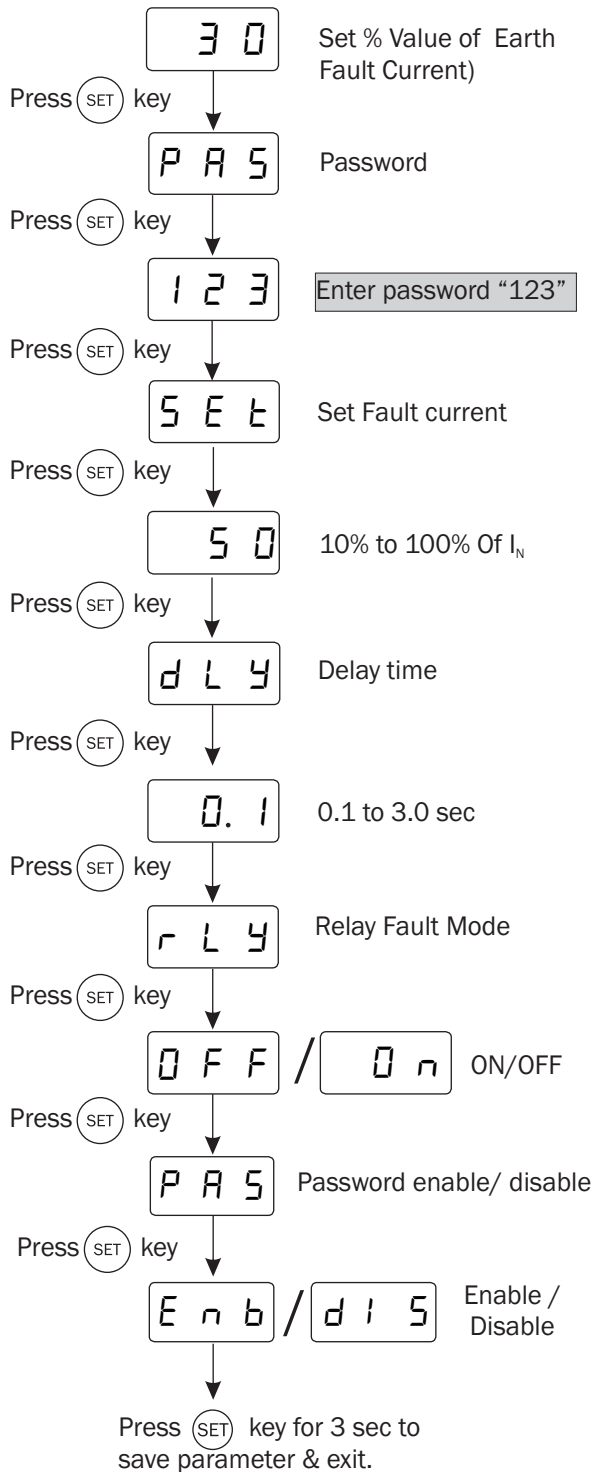 3 0
Set % Value of Earth
Fault Current)
Press SET key
P A S
Password
Press SET key
1 2 3
Enter password “123”
Press SET key
S E t
Set Fault current
Press SET key
5 0
10% to 100% Of IN
Press SET key
d L y
Delay time
Press SET key
0. 1
0.1 to 3.0 sec
Press SET key
r L y
Relay Fault Mode
Press SET key
O F F / O n ON/OFF
Press SET key
P A S
Password enable/ disable
Press SET key
E n b / d I S
Enable /
Disable
Press SET key for 3 sec to
save parameter & exit.